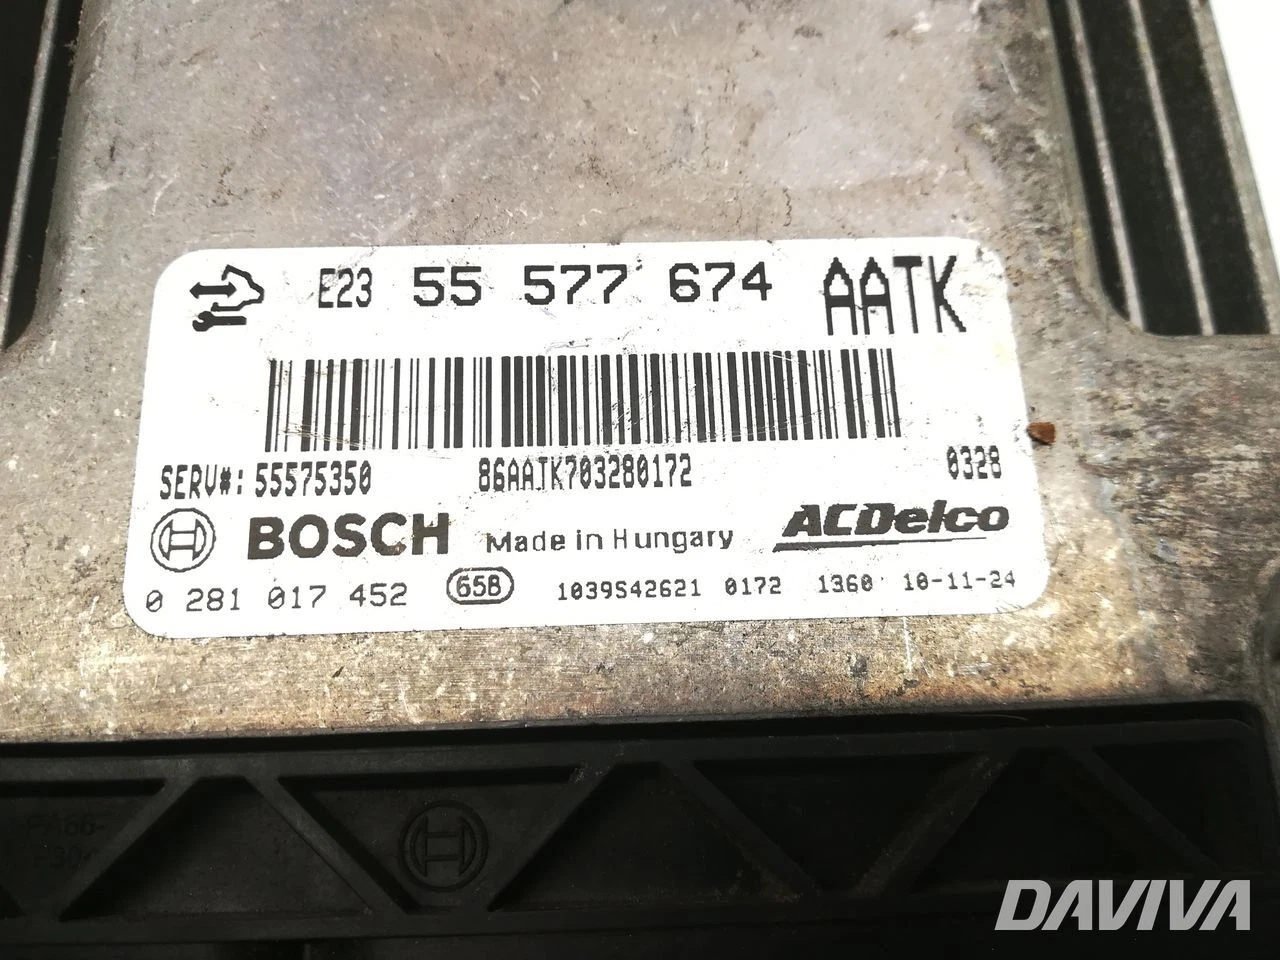 E23 55 577 674 AATK
SERV#: 55575350 86AATK703280172 0328
BOSCH Made in Hungary ACDelco
0 281 017 452 65B 1039S42621 0172 1360 10-11-24
DAVIVA